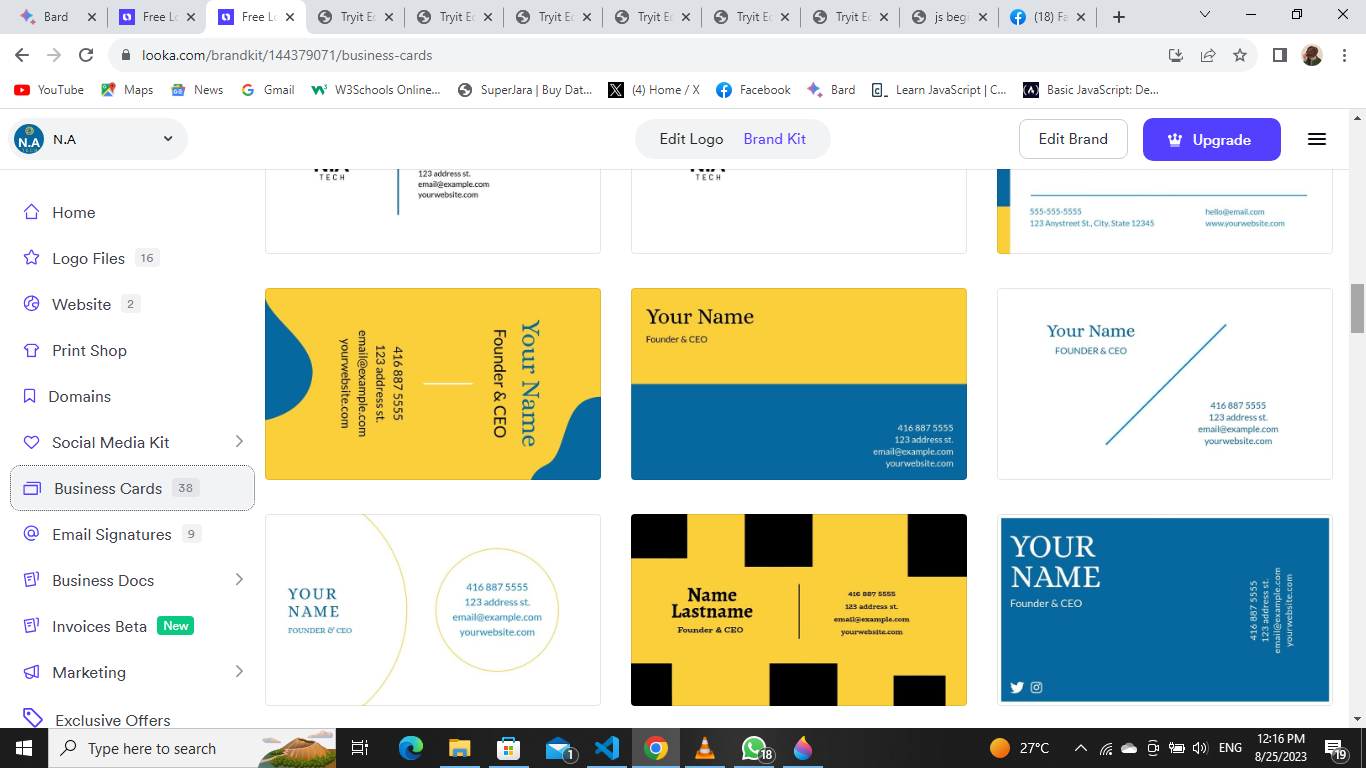 Bard
Free Lo
Free Lo
Tryit Ed
Tryit Ed
Tryit Ed
Tryit Ed
Tryit Ed
Tryit Ed
js begi
(18) Fa
looka.com/brandkit/144379071/business-cards
YouTube
Maps
News
Gmail
W3Schools Online...
SuperJara | Buy Dat...
(4) Home / X
Facebook
Bard
Learn JavaScript | C...
Basic JavaScript: De...
N.A
N.A
Edit Logo
Brand Kit
Edit Brand
Upgrade
Home
Logo Files 16
Website 2
Print Shop
Domains
Social Media Kit
Business Cards 38
Email Signatures 9
Business Docs
Invoices Beta New
Marketing
Exclusive Offers
TECH
123 address st.
email@example.com
yourwebsite.com
TECH
555-555-5555
123 Anystreet St., City, State 12345
hello@email.com
www.yourwebsite.com
Your Name
Founder & CEO
416 887 5555
123 address st.
email@example.com
yourwebsite.com
Your Name
Founder & CEO
416 887 5555
123 address st.
email@example.com
yourwebsite.com
Your Name
FOUNDER & CEO
416 887 5555
123 address st.
email@example.com
yourwebsite.com
YOUR
NAME
FOUNDER & CEO
416 887 5555
123 address st.
email@example.com
yourwebsite.com
Name
Lastname
Founder & CEO
416 887 5555
123 address st.
email@example.com
yourwebsite.com
YOUR
NAME
Founder & CEO
416 887 5555
123 address st.
email@example.com
yourwebsite.com
Type here to search
1
18
27°C
ENG
12:16 PM
8/25/2023
19